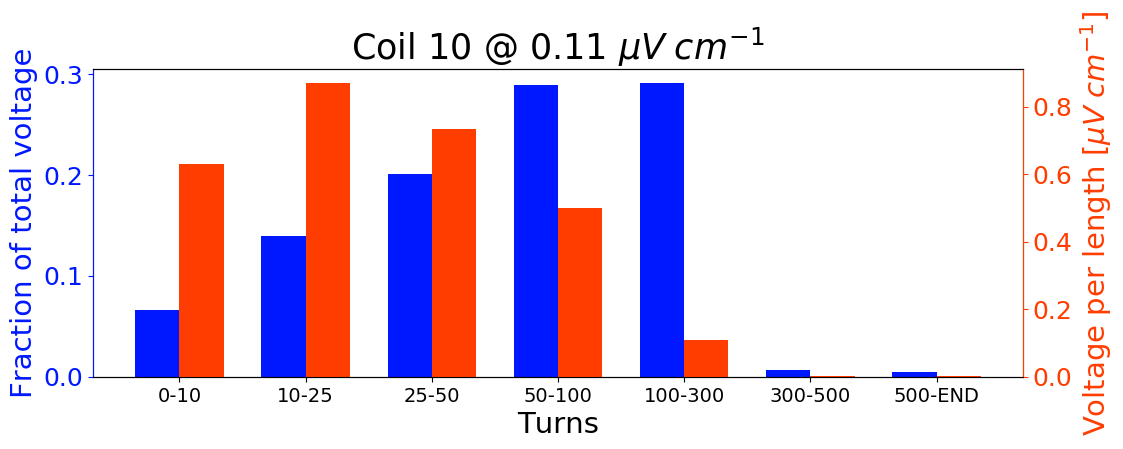 Coil 10 @ 0.11 μV cm⁻¹
Fraction of total voltage
0.3
0.2
0.1
0.0
0.8
0.6
0.4
0.2
0.0
Voltage per length [μV cm⁻¹]
0-10 10-25 25-50 50-100 100-300 300-500 500-END
Turns